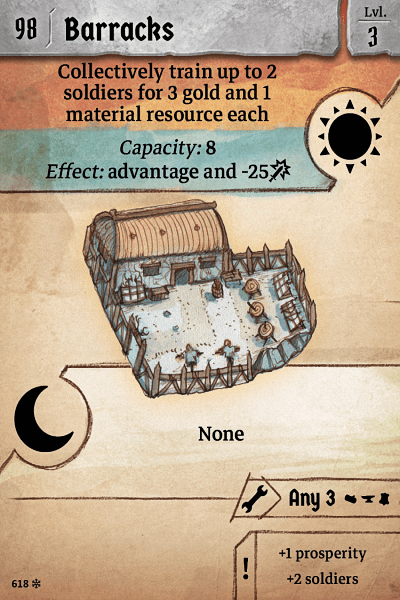 98 Barracks
Lvl.
3
Collectively train up to 2
soldiers for 3 gold and 1
material resource each
Capacity: 8
Effect: advantage and -25
None
Any 3
! +1 prosperity
+2 soldiers
618